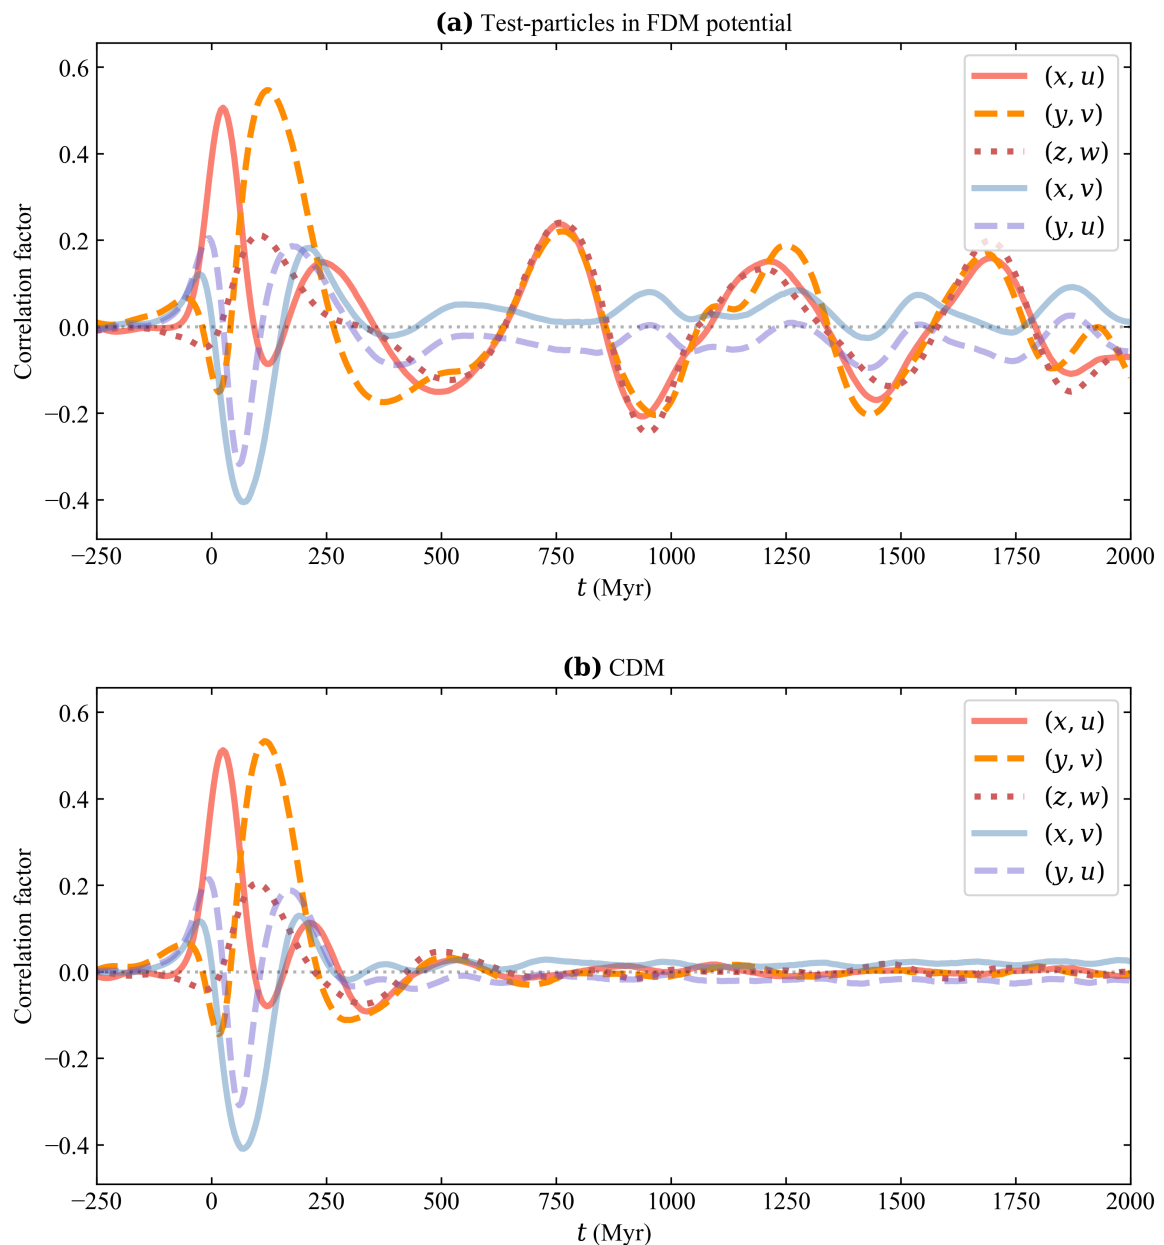 (a) Test-particles in FDM potential
0.6
0.4
0.2
0.0
−0.2
−0.4
Correlation factor
(x, u)
(y, v)
(z, w)
(x, v)
(y, u)
−250 0 250 500 750 1000 1250 1500 1750 2000
t (Myr)
(b) CDM
0.6
0.4
0.2
0.0
−0.2
−0.4
Correlation factor
(x, u)
(y, v)
(z, w)
(x, v)
(y, u)
−250 0 250 500 750 1000 1250 1500 1750 2000
t (Myr)